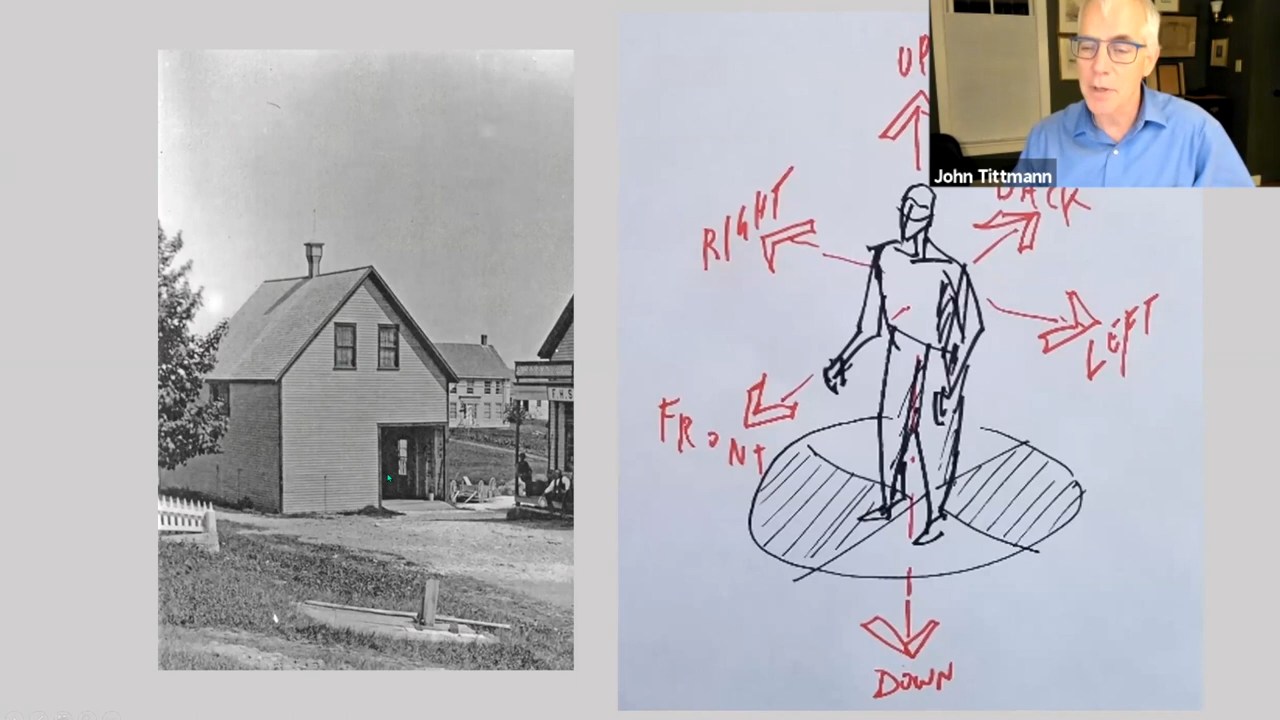 UP
John Tittmann
BACK
RIGHT
LEFT
FRONT
F.H.S
DOWN